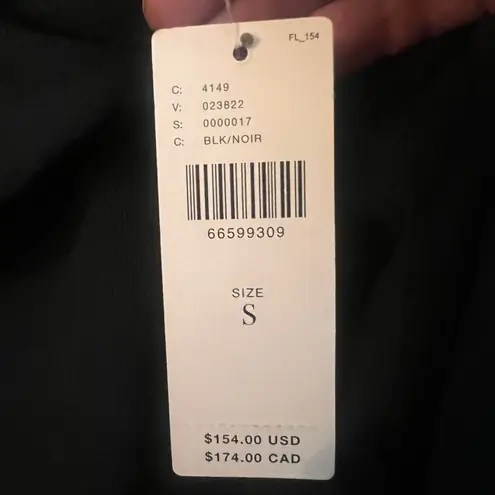 FL_154
C: 4149
V: 023822
S: 0000017
C: BLK/NOIR
66599309
SIZE
S
$154.00 USD
$174.00 CAD